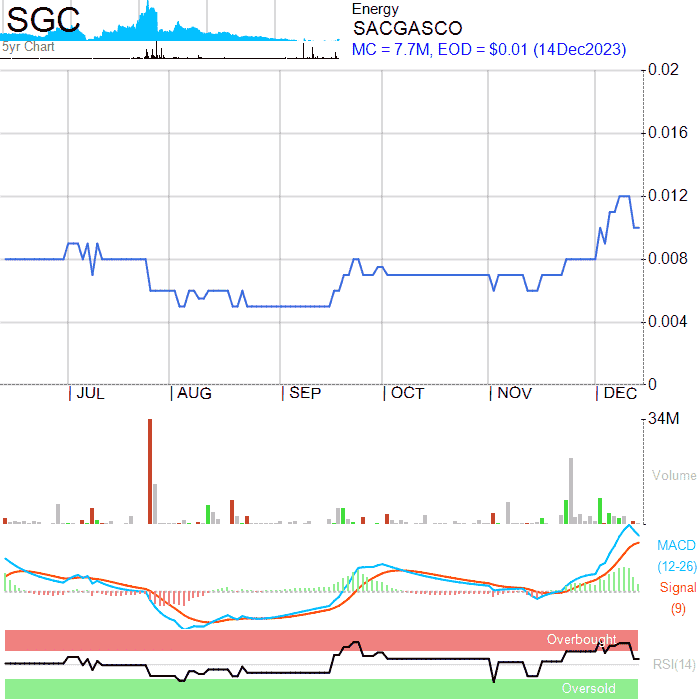 SGC
Energy
SACGASCO
5yr Chart
MC = 7.7M, EOD = $0.01 (14Dec2023)
0.02
0.016
0.012
0.008
0.004
0
JUL AUG SEP OCT NOV DEC
34M
Volume
MACD
(12-26)
Signal
(9)
Overbought
RSI(14)
Oversold